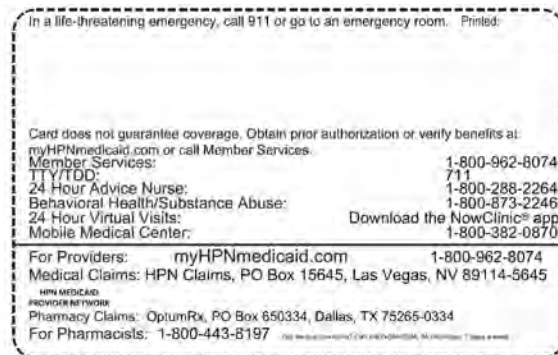 In a life-threatening emergency, call 911 or go to an emergency room. Printed:
Card does not guarantee coverage. Obtain prior authorization or verify benefits at
myHPNmedicaid.com or call Member Services.
Member Services: 1-800-962-8074
TTY/TDD: 711
24 Hour Advice Nurse: 1-800-288-2264
Behavioral Health/Substance Abuse: 1-800-873-2246
24 Hour Virtual Visits: Download the NowClinic® app
Mobile Medical Center: 1-800-382-0870
For Providers: myHPNmedicaid.com 1-800-962-8074
Medical Claims: HPN Claims, PO Box 15645, Las Vegas, NV 89114-5645
HPN MEDICAID
PROVIDER NETWORK
Pharmacy Claims: OptumRx, PO Box 650334, Dallas, TX 75265-0334
For Pharmacists: 1-800-443-8197